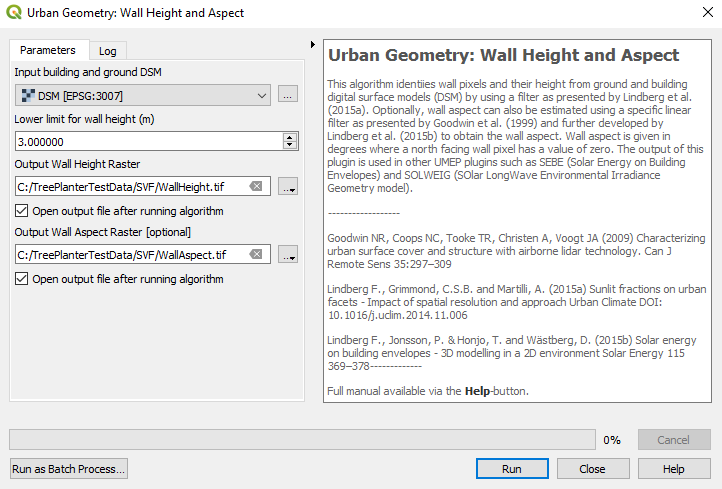 Urban Geometry: Wall Height and Aspect
Parameters
Log
Input building and ground DSM
DSM [EPSG:3007]
...
Lower limit for wall height (m)
3.000000
Output Wall Height Raster
C:/TreePlanterTestData/SVF/WallHeight.tif
...
Open output file after running algorithm
Output Wall Aspect Raster [optional]
C:/TreePlanterTestData/SVF/WallAspect.tif
...
Open output file after running algorithm
Urban Geometry: Wall Height and Aspect
This algorithm identiies wall pixels and their height from ground and building
digital surface models (DSM) by using a filter as presented by Lindberg et al.
(2015a). Optionally, wall aspect can also be estimated using a specific linear
filter as presented by Goodwin et al. (1999) and further developed by
Lindberg et al. (2015b) to obtain the wall aspect. Wall aspect is given in
degrees where a north facing wall pixel has a value of zero. The output of this
plugin is used in other UMEP plugins such as SEBE (Solar Energy on Building
Envelopes) and SOLWEIG (SOlar LongWave Environmental Irradiance
Geometry model).
------------------
Goodwin NR, Coops NC, Tooke TR, Christen A, Voogt JA (2009) Characterizing
urban surface cover and structure with airborne lidar technology. Can J
Remote Sens 35:297–309
Lindberg F., Grimmond, C.S.B. and Martilli, A. (2015a) Sunlit fractions on urban
facets - Impact of spatial resolution and approach Urban Climate DOI:
10.1016/j.uclim.2014.11.006
Lindberg F., Jonsson, P. & Honjo, T. and Wästberg, D. (2015b) Solar energy
on building envelopes - 3D modelling in a 2D environment Solar Energy 115
369–378-------------
Full manual available via the Help-button.
0%
Cancel
Run as Batch Process...
Run
Close
Help